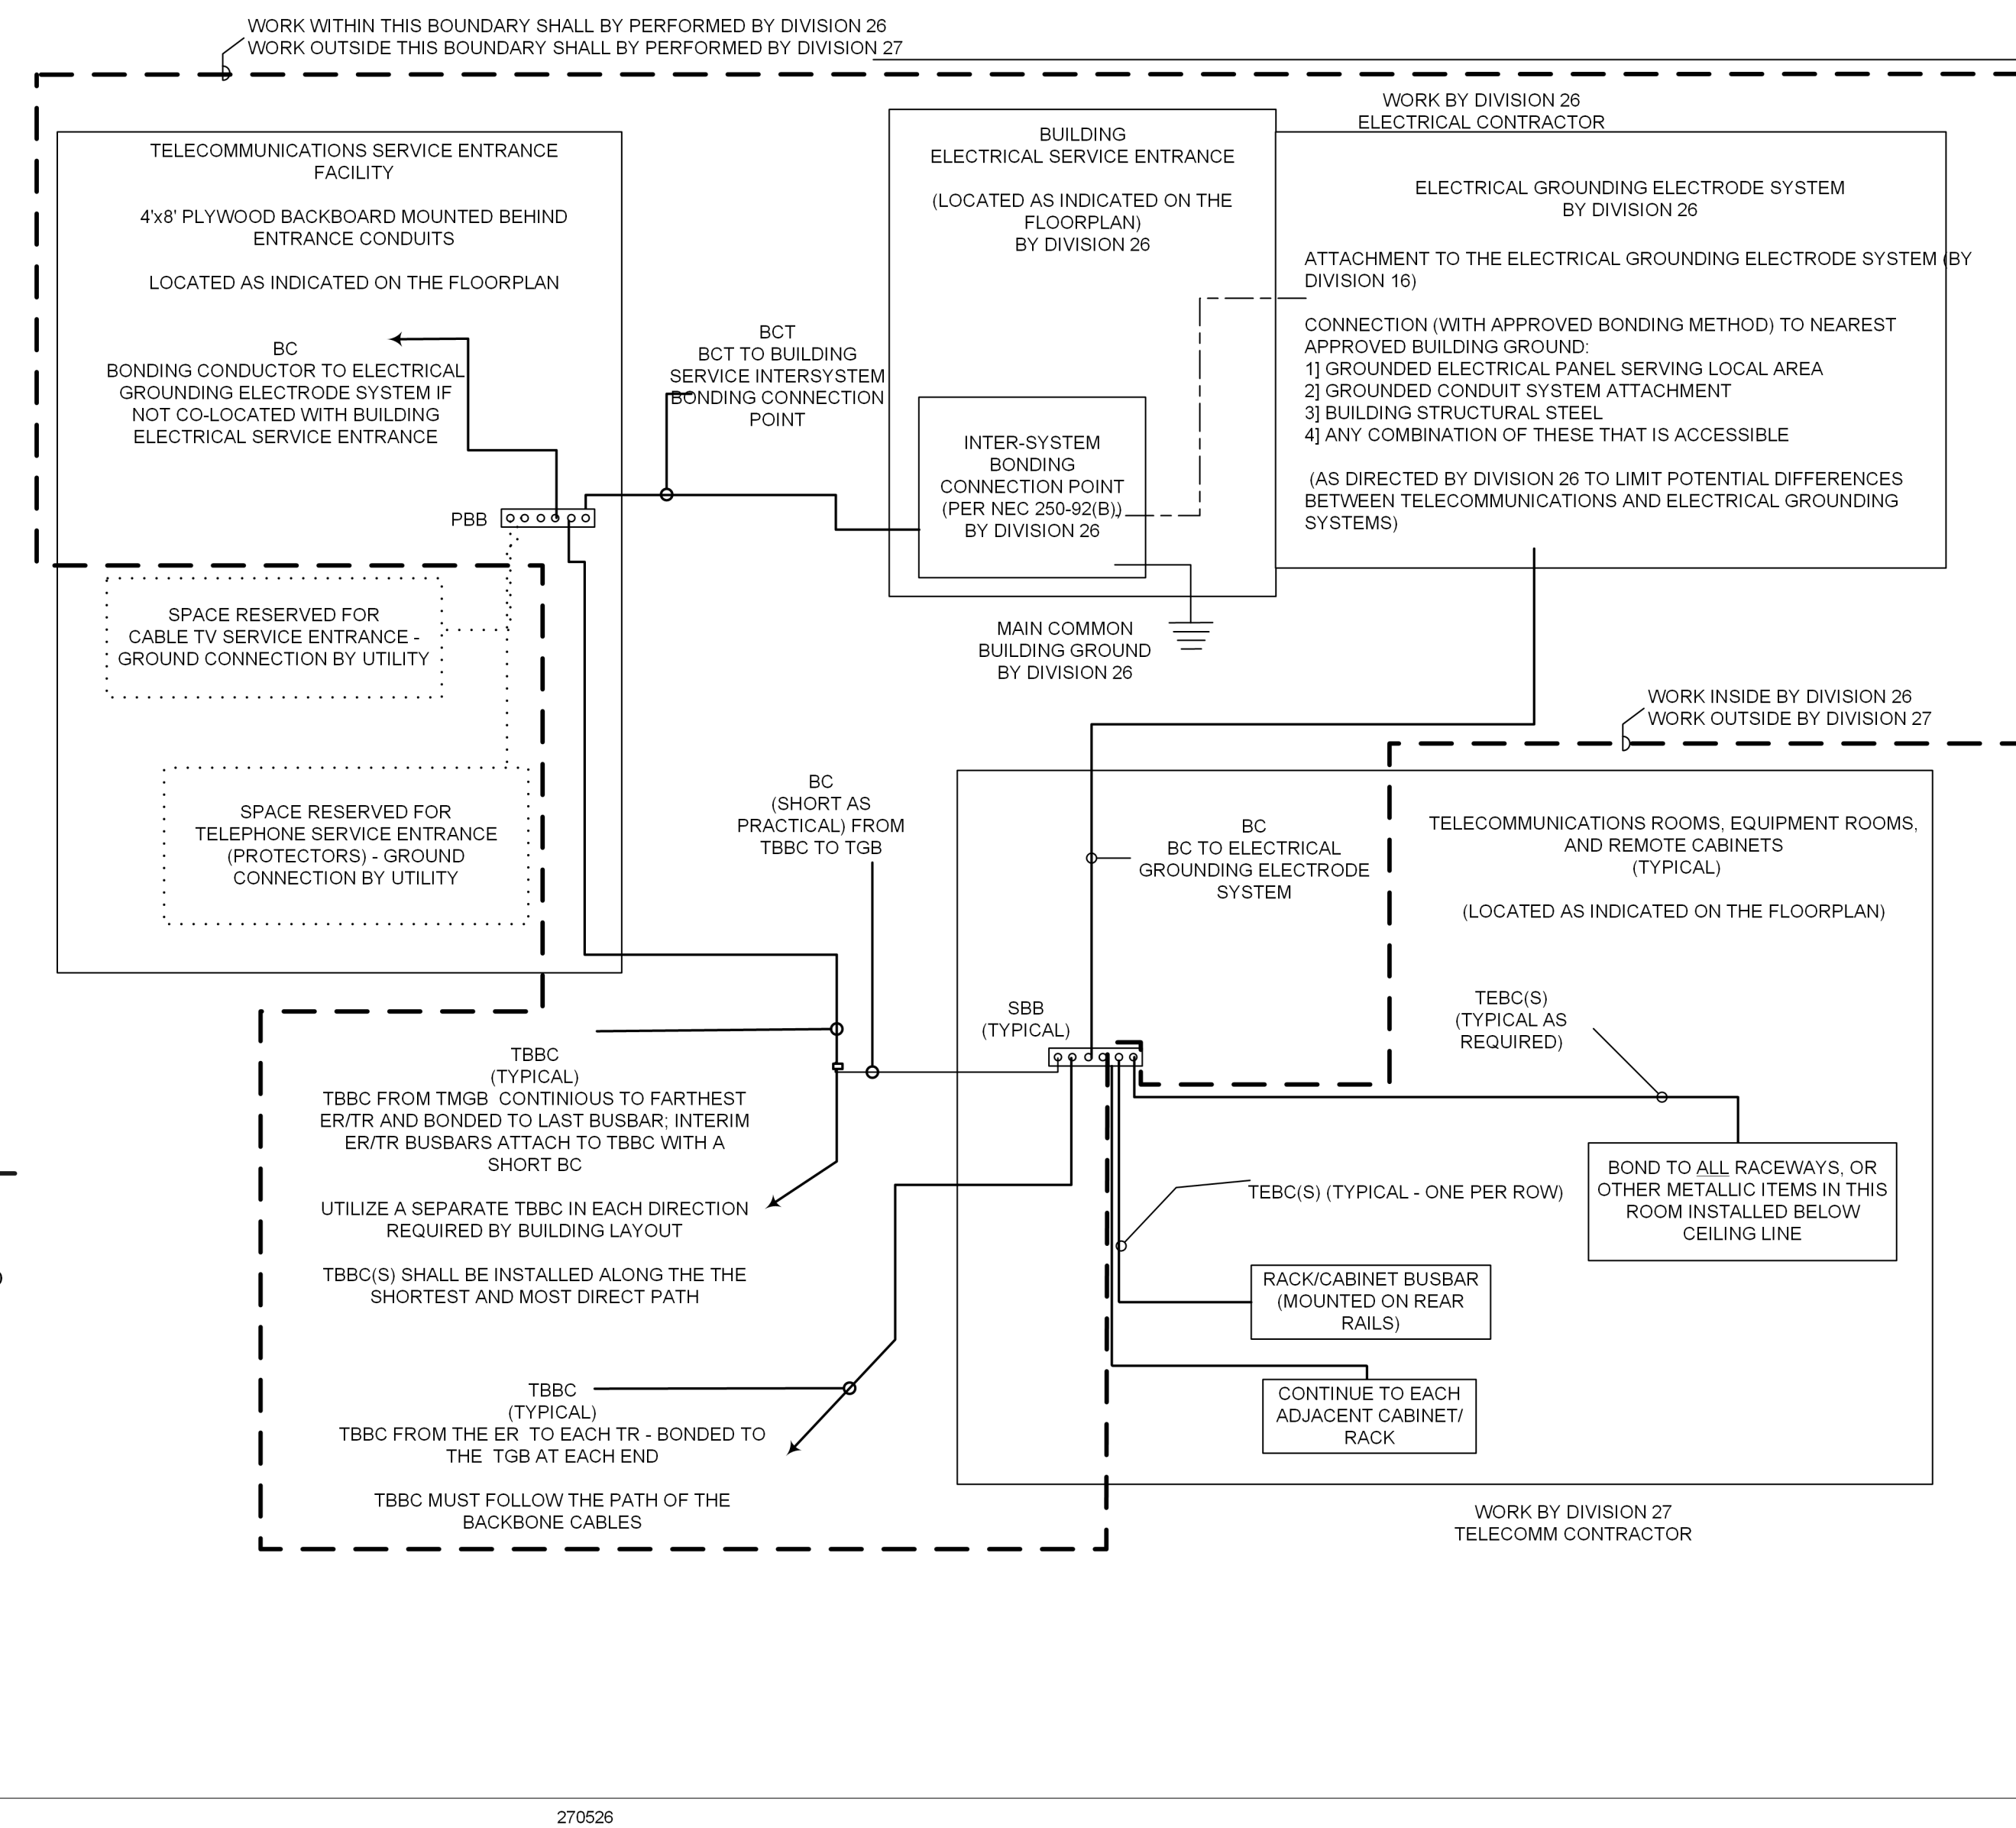 WORK WITHIN THIS BOUNDARY SHALL BY PERFORMED BY DIVISION 26
WORK OUTSIDE THIS BOUNDARY SHALL BY PERFORMED BY DIVISION 27
TELECOMMUNICATIONS SERVICE ENTRANCE
FACILITY
4'x8' PLYWOOD BACKBOARD MOUNTED BEHIND
ENTRANCE CONDUITS
LOCATED AS INDICATED ON THE FLOORPLAN
BC
BONDING CONDUCTOR TO ELECTRICAL
GROUNDING ELECTRODE SYSTEM IF
NOT CO-LOCATED WITH BUILDING
ELECTRICAL SERVICE ENTRANCE
PBB
SPACE RESERVED FOR
CABLE TV SERVICE ENTRANCE -
GROUND CONNECTION BY UTILITY
SPACE RESERVED FOR
TELEPHONE SERVICE ENTRANCE
(PROTECTORS) - GROUND
CONNECTION BY UTILITY
BCT
BCT TO BUILDING
SERVICE INTERSYSTEM
BONDING CONNECTION
POINT
BUILDING
ELECTRICAL SERVICE ENTRANCE
(LOCATED AS INDICATED ON THE
FLOORPLAN)
BY DIVISION 26
INTER-SYSTEM
BONDING
CONNECTION POINT
(PER NEC 250-92(B))
BY DIVISION 26
MAIN COMMON
BUILDING GROUND
BY DIVISION 26
WORK BY DIVISION 26
ELECTRICAL CONTRACTOR
ELECTRICAL GROUNDING ELECTRODE SYSTEM
BY DIVISION 26
ATTACHMENT TO THE ELECTRICAL GROUNDING ELECTRODE SYSTEM (BY
DIVISION 16)
CONNECTION (WITH APPROVED BONDING METHOD) TO NEAREST
APPROVED BUILDING GROUND:
1] GROUNDED ELECTRICAL PANEL SERVING LOCAL AREA
2] GROUNDED CONDUIT SYSTEM ATTACHMENT
3] BUILDING STRUCTURAL STEEL
4] ANY COMBINATION OF THESE THAT IS ACCESSIBLE
(AS DIRECTED BY DIVISION 26 TO LIMIT POTENTIAL DIFFERENCES
BETWEEN TELECOMMUNICATIONS AND ELECTRICAL GROUNDING
SYSTEMS)
WORK INSIDE BY DIVISION 26
WORK OUTSIDE BY DIVISION 27
BC
(SHORT AS
PRACTICAL) FROM
TBBC TO TGB
BC
BC TO ELECTRICAL
GROUNDING ELECTRODE
SYSTEM
TELECOMMUNICATIONS ROOMS, EQUIPMENT ROOMS,
AND REMOTE CABINETS
(TYPICAL)
(LOCATED AS INDICATED ON THE FLOORPLAN)
SBB
(TYPICAL)
TEBC(S)
(TYPICAL AS
REQUIRED)
TBBC
(TYPICAL)
TBBC FROM TMGB CONTINIOUS TO FARTHEST
ER/TR AND BONDED TO LAST BUSBAR; INTERIM
ER/TR BUSBARS ATTACH TO TBBC WITH A
SHORT BC
UTILIZE A SEPARATE TBBC IN EACH DIRECTION
REQUIRED BY BUILDING LAYOUT
TBBC(S) SHALL BE INSTALLED ALONG THE THE
SHORTEST AND MOST DIRECT PATH
BOND TO ALL RACEWAYS, OR
OTHER METALLIC ITEMS IN THIS
ROOM INSTALLED BELOW
CEILING LINE
TEBC(S) (TYPICAL - ONE PER ROW)
RACK/CABINET BUSBAR
(MOUNTED ON REAR
RAILS)
CONTINUE TO EACH
ADJACENT CABINET/
RACK
TBBC
(TYPICAL)
TBBC FROM THE ER TO EACH TR - BONDED TO
THE TGB AT EACH END
TBBC MUST FOLLOW THE PATH OF THE
BACKBONE CABLES
WORK BY DIVISION 27
TELECOMM CONTRACTOR
270526